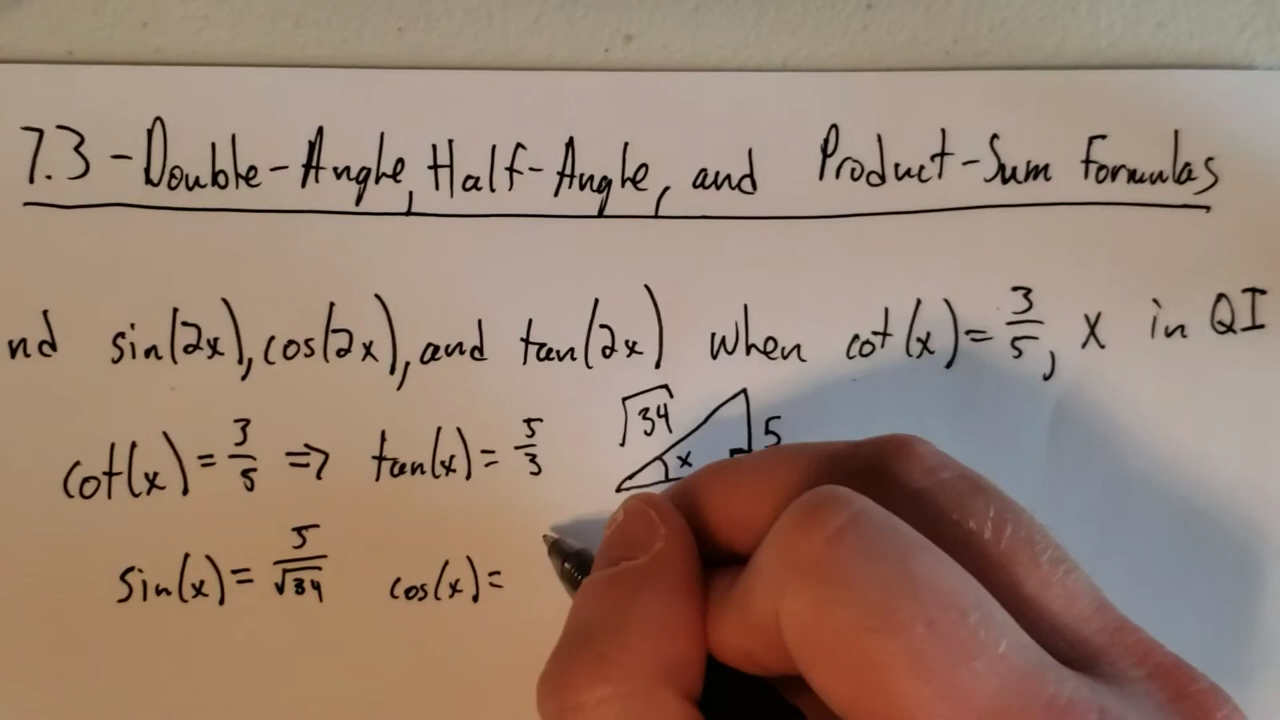 7.3 - Double-Angle, Half-Angle, and Product-Sum Formulas
nd sin(2x), cos(2x), and tan(2x) when cot(x) = 3/5, x in QI
cot(x) = 3/5 ⇒ tan(x) = 5/3
√34 x 5
sin(x) = 5/√34 cos(x) =